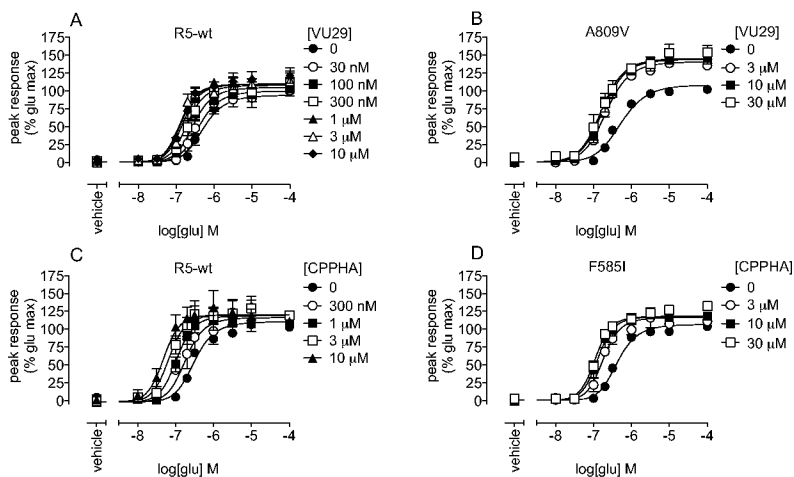 A
R5-wt
[VU29]
0
30 nM
100 nM
300 nM
1 µM
3 µM
10 µM
peak response
(% glu max)
175
150
125
100
75
50
25
0
vehicle
-8 -7 -6 -5 -4
log[glu] M
B
A809V
[VU29]
0
3 µM
10 µM
30 µM
peak response
(% glu max)
175
150
125
100
75
50
25
0
vehicle
-8 -7 -6 -5 -4
log[glu] M
C
R5-wt
[CPPHA]
0
300 nM
1 µM
3 µM
10 µM
peak response
(% glu max)
175
150
125
100
75
50
25
0
vehicle
-8 -7 -6 -5 -4
log[glu] M
D
F585I
[CPPHA]
0
3 µM
10 µM
30 µM
peak response
(% glu max)
175
150
125
100
75
50
25
0
vehicle
-8 -7 -6 -5 -4
log[glu] M